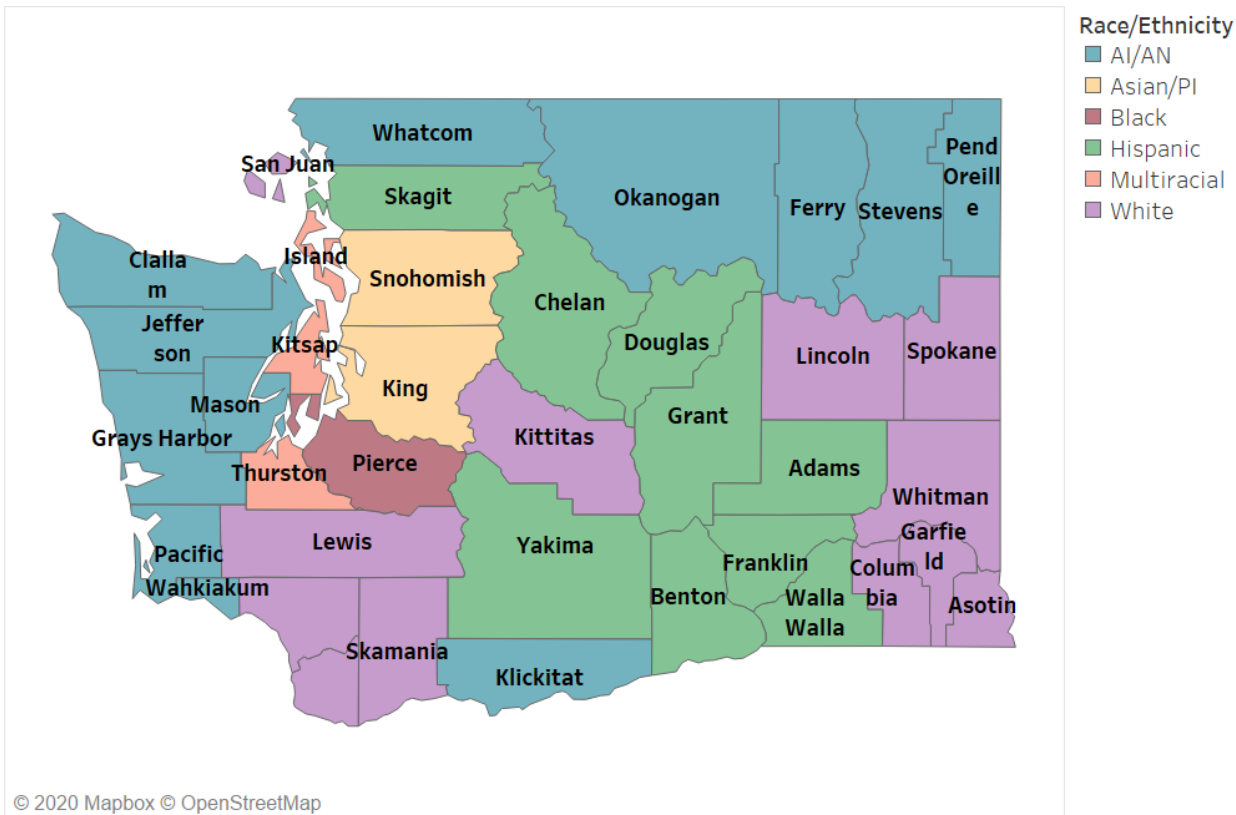 Race/Ethnicity
AI/AN
Asian/PI
Black
Hispanic
Multiracial
White
Whatcom
San Juan
Skagit
Okanogan
Ferry
Stevens
Pend
Oreill
e
Clalla
m
Island
Snohomish
Chelan
Jeffer
son
Kitsap
Douglas
Lincoln
Spokane
King
Mason
Grant
Grays Harbor
Kittitas
Thurston
Pierce
Adams
Whitman
Lewis
Yakima
Garfie
ld
Pacific
Franklin
Colum
bia
Wahkiakum
Benton
Walla
Walla
Asotin
Skamania
Klickitat
© 2020 Mapbox © OpenStreetMap